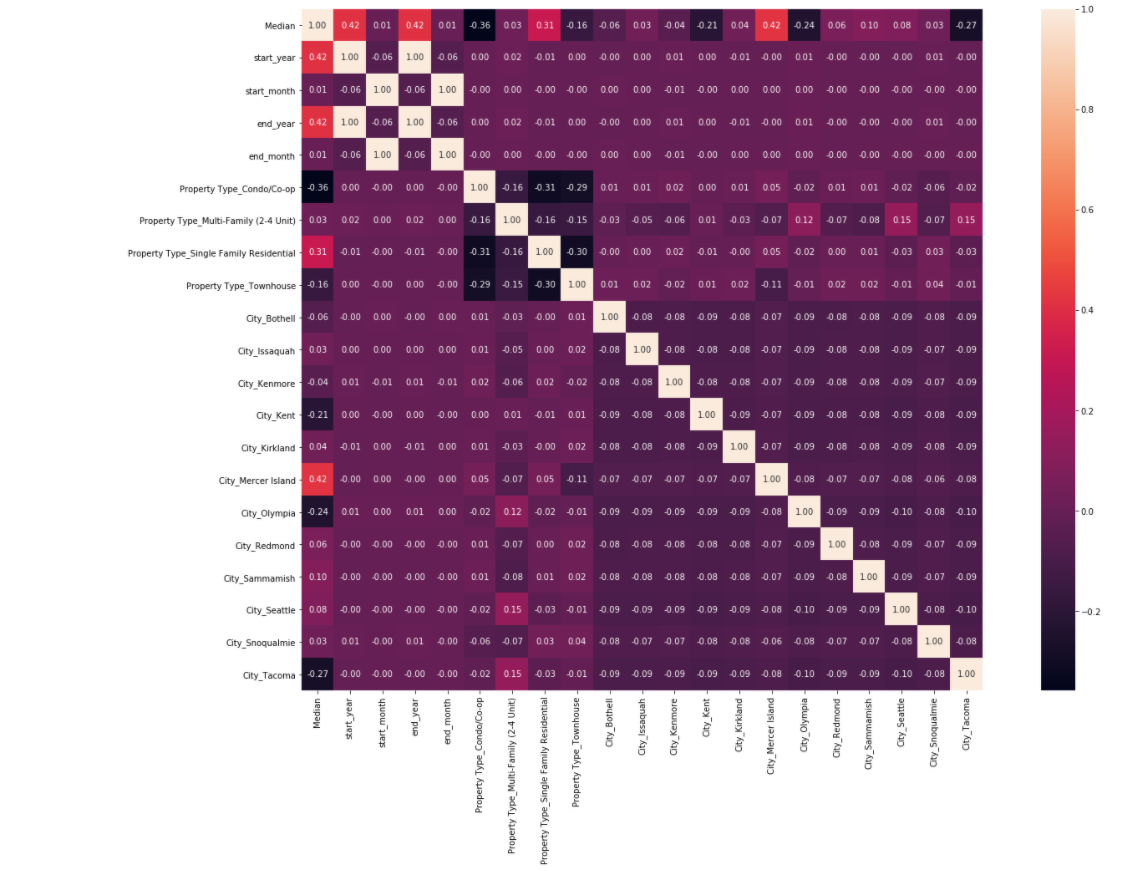 Median 1.00 0.42 0.01 0.42 0.01 -0.36 0.03 0.31 -0.16 -0.06 0.03 -0.04 -0.21 0.04 0.42 -0.24 0.06 0.10 0.08 0.03 -0.27
start_year 0.42 1.00 -0.06 1.00 -0.06 0.00 0.02 -0.01 0.00 -0.00 0.00 0.01 0.00 -0.01 -0.00 0.01 -0.00 -0.00 -0.00 0.01 -0.00
start_month 0.01 -0.06 1.00 -0.06 1.00 -0.00 0.00 -0.00 0.00 0.00 0.00 -0.01 -0.00 0.00 0.00 0.00 -0.00 -0.00 -0.00 -0.00 -0.00
end_year 0.42 1.00 -0.06 1.00 -0.06 0.00 0.02 -0.01 0.00 -0.00 0.00 0.01 0.00 -0.01 -0.00 0.01 -0.00 -0.00 -0.00 0.01 -0.00
end_month 0.01 -0.06 1.00 -0.06 1.00 -0.00 0.00 0.00 0.00 0.00 0.00 -0.01 0.00 0.00 0.00 0.00 -0.00 -0.00 -0.00 -0.00 -0.00
Property Type_Condo/Co-op -0.36 0.00 -0.00 0.00 -0.00 1.00 -0.16 -0.31 -0.29 0.01 0.01 0.02 0.00 0.01 0.05 -0.02 0.01 0.01 -0.02 -0.06 -0.02
Property Type_Multi-Family (2-4 Unit) 0.03 0.02 0.00 0.02 0.00 -0.16 1.00 -0.16 -0.15 -0.03 -0.05 -0.06 0.01 -0.03 -0.07 0.12 -0.07 -0.08 0.15 -0.07 0.15
Property Type_Single Family Residential 0.31 -0.01 -0.00 -0.01 0.00 -0.31 -0.16 1.00 -0.30 -0.00 0.00 0.02 -0.01 -0.00 0.05 -0.02 0.00 0.01 -0.03 0.03 -0.03
Property Type_Townhouse -0.16 0.00 0.00 0.00 0.00 -0.29 -0.15 -0.30 1.00 0.01 0.02 -0.02 0.01 0.02 -0.11 -0.01 0.02 0.02 -0.01 0.04 -0.01
City_Bothell -0.06 -0.00 0.00 -0.00 0.00 0.01 -0.03 -0.00 0.01 1.00 -0.08 -0.08 -0.09 -0.08 -0.07 -0.09 -0.08 -0.08 -0.09 -0.08 -0.09
City_Issaquah 0.03 0.00 0.00 0.00 0.00 0.01 -0.05 0.00 0.02 -0.08 1.00 -0.08 -0.08 -0.08 -0.07 -0.09 -0.08 -0.08 -0.09 -0.07 -0.09
City_Kenmore -0.04 0.01 -0.01 0.01 -0.01 0.02 -0.06 0.02 -0.02 -0.08 -0.08 1.00 -0.08 -0.08 -0.07 -0.09 -0.08 -0.08 -0.09 -0.07 -0.09
City_Kent -0.21 0.00 -0.00 0.00 0.00 0.00 0.01 -0.01 0.01 -0.09 -0.08 -0.08 1.00 -0.09 -0.07 -0.09 -0.08 -0.08 -0.09 -0.08 -0.09
City_Kirkland 0.04 -0.01 0.00 -0.01 0.00 0.01 -0.03 -0.00 0.02 -0.08 -0.08 -0.08 -0.09 1.00 -0.07 -0.09 -0.08 -0.08 -0.09 -0.08 -0.09
City_Mercer Island 0.42 -0.00 0.00 -0.00 0.00 0.05 -0.07 0.05 -0.11 -0.07 -0.07 -0.07 -0.07 -0.07 1.00 -0.08 -0.07 -0.07 -0.08 -0.06 -0.08
City_Olympia -0.24 0.01 0.00 0.01 0.00 -0.02 0.12 -0.02 -0.01 -0.09 -0.09 -0.09 -0.09 -0.09 -0.08 1.00 -0.09 -0.09 -0.10 -0.08 -0.10
City_Redmond 0.06 -0.00 -0.00 -0.00 -0.00 0.01 -0.07 0.00 0.02 -0.08 -0.08 -0.08 -0.08 -0.08 -0.07 -0.09 1.00 -0.08 -0.09 -0.07 -0.09
City_Sammamish 0.10 -0.00 -0.00 -0.00 -0.00 0.01 -0.08 0.01 0.02 -0.08 -0.08 -0.08 -0.08 -0.08 -0.07 -0.09 -0.08 1.00 -0.09 -0.07 -0.09
City_Seattle 0.08 -0.00 -0.00 -0.00 -0.00 -0.02 0.15 -0.03 -0.01 -0.09 -0.09 -0.09 -0.09 -0.09 -0.08 -0.10 -0.09 -0.09 1.00 -0.08 -0.10
City_Snoqualmie 0.03 0.01 -0.00 0.01 -0.00 -0.06 -0.07 0.03 0.04 -0.08 -0.07 -0.07 -0.08 -0.08 -0.06 -0.08 -0.07 -0.07 -0.08 1.00 -0.08
City_Tacoma -0.27 -0.00 -0.00 -0.00 -0.00 -0.02 0.15 -0.03 -0.01 -0.09 -0.09 -0.09 -0.09 -0.09 -0.08 -0.10 -0.09 -0.09 -0.10 -0.08 1.00
Median
start_year
start_month
end_year
end_month
Property Type_Condo/Co-op
Property Type_Multi-Family (2-4 Unit)
Property Type_Single Family Residential
Property Type_Townhouse
City_Bothell
City_Issaquah
City_Kenmore
City_Kent
City_Kirkland
City_Mercer Island
City_Olympia
City_Redmond
City_Sammamish
City_Seattle
City_Snoqualmie
City_Tacoma
1.0
0.8
0.6
0.4
0.2
0.0
−0.2